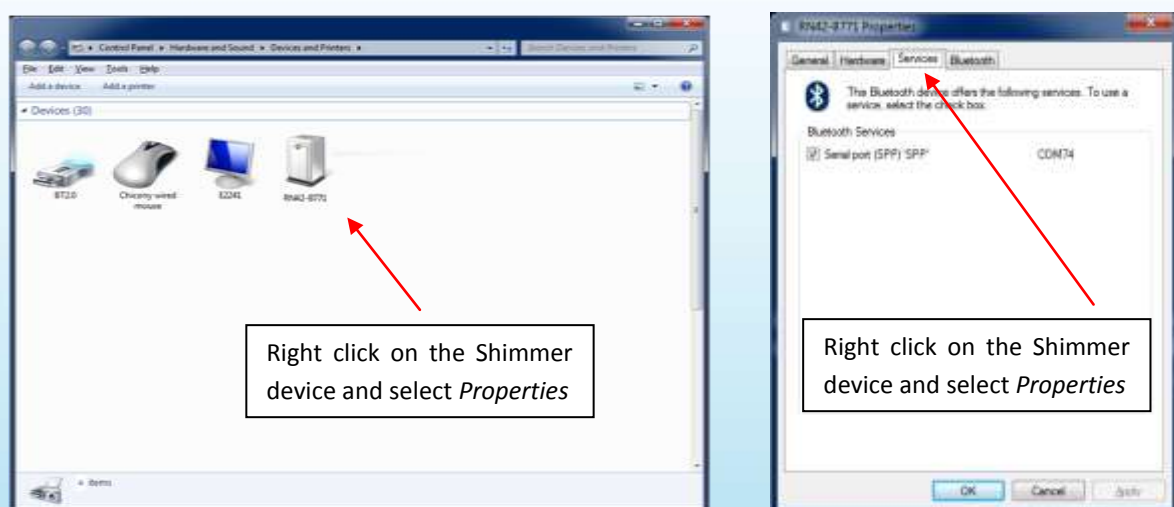 Control Panel ▸ Hardware and Sound ▸ Devices and Printers ▸
Search Devices and Printers
File Edit View Tools Help
Add a device Add a printer
Devices (30)
BT2.0
Chicony wired
mouse
E2241
RN42-8771
Right click on the Shimmer
device and select Properties
items
RN42-8771 Properties
General Hardware Services Bluetooth
The Bluetooth device offers the following services. To use a
service, select the check box.
Bluetooth Services
Serial port (SPP) 'SPP' COM74
Right click on the Shimmer
device and select Properties
OK Cancel Apply